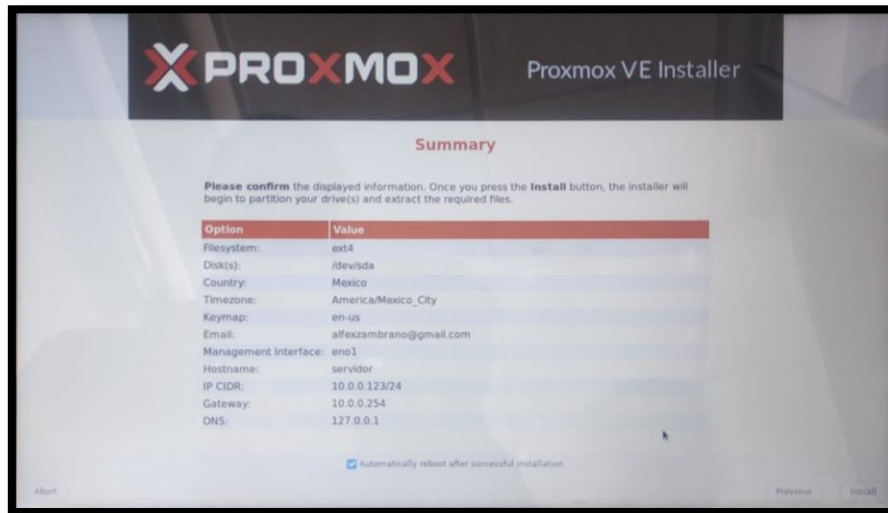 PROXMOX
Proxmox VE Installer
Summary
Please confirm the displayed information. Once you press the Install button, the installer will
begin to partition your drive(s) and extract the required files.
Option Value
Filesystem: ext4
Disk(s): /dev/sda
Country: Mexico
Timezone: America/Mexico_City
Keymap: en-us
Email: alfexzambrano@gmail.com
Management Interface: eno1
Hostname: servidor
IP CIDR: 10.0.0.123/24
Gateway: 10.0.0.254
DNS: 127.0.0.1
Automatically reboot after successful installation
Abort Previous Install